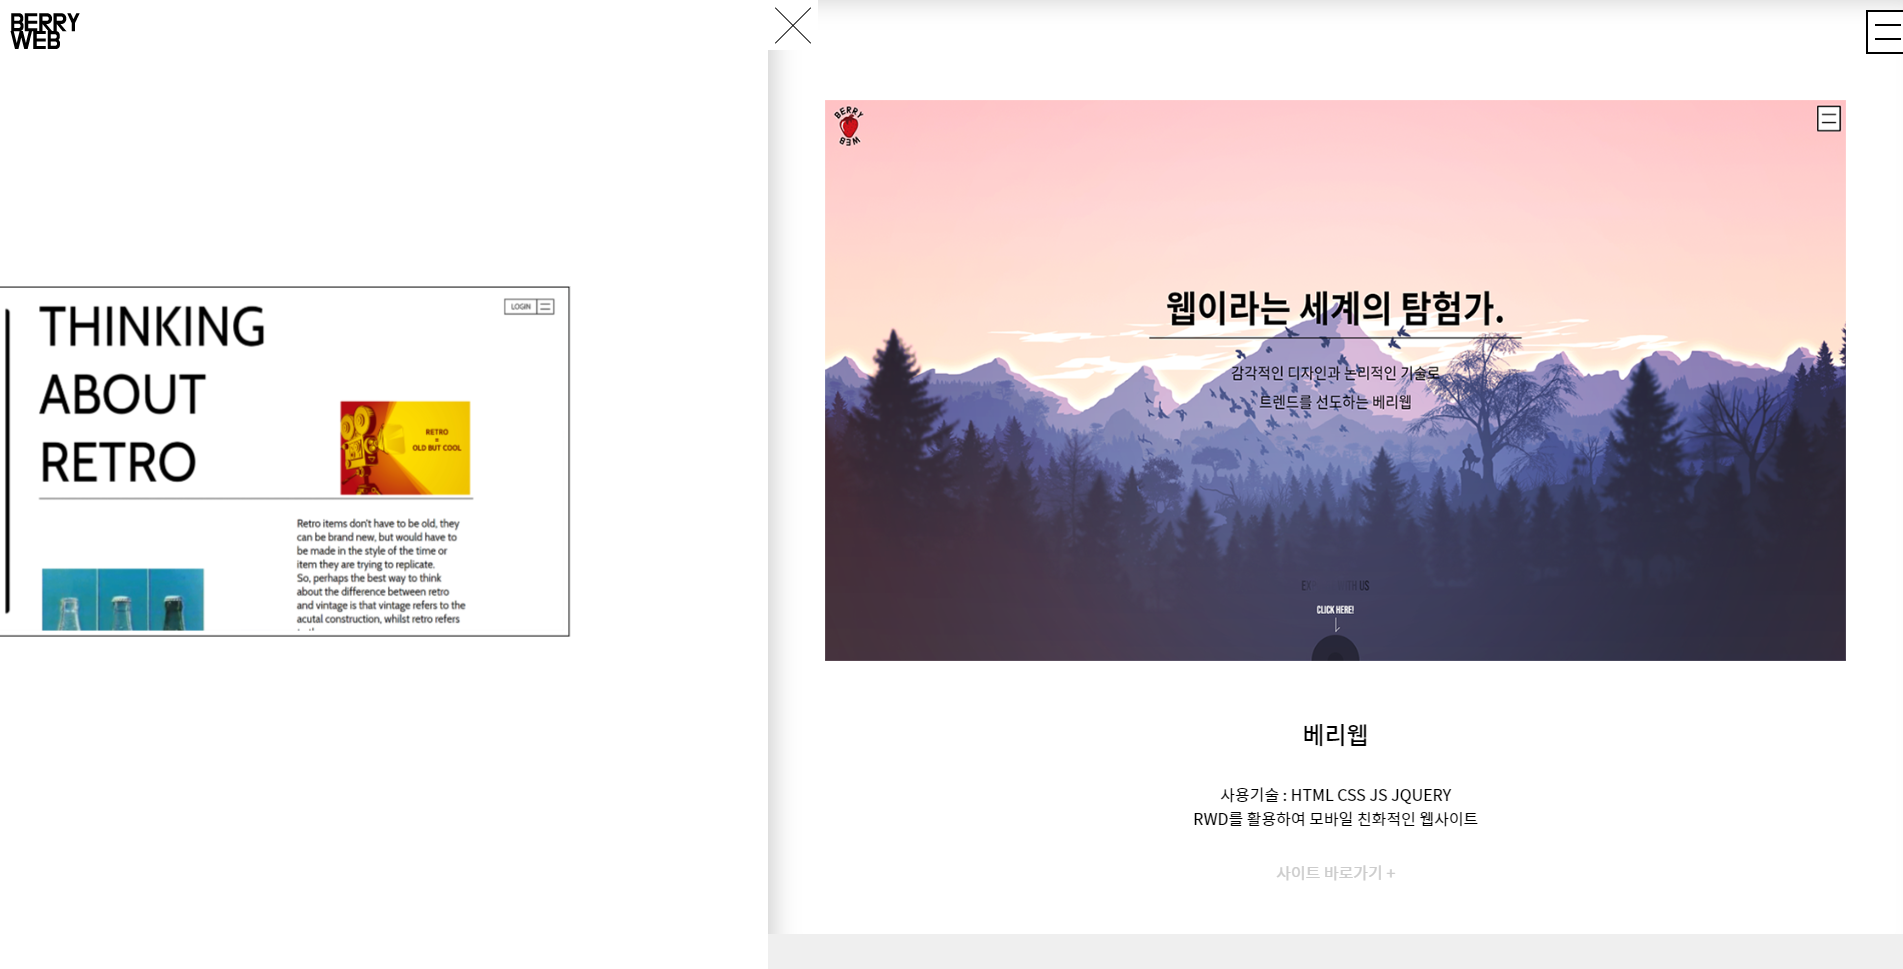 BERRY
WEB
THINKING
ABOUT
RETRO
LOGIN
RETRO
=
OLD BUT COOL
Retro items don't have to be old, they
can be brand new, but would have to
be made in the style of the time or
item they are trying to replicate.
So, perhaps the best way to think
about the difference between retro
and vintage is that vintage refers to the
acutal construction, whilst retro refers
BERRY
WEB
웹이라는 세계의 탐험가.
감각적인 디자인과 논리적인 기술로
트렌드를 선도하는 베리웹
US
CLICK HERE!
베리웹
사용기술 : HTML CSS JS JQUERY
RWD를 활용하여 모바일 친화적인 웹사이트
사이트 바로가기 +